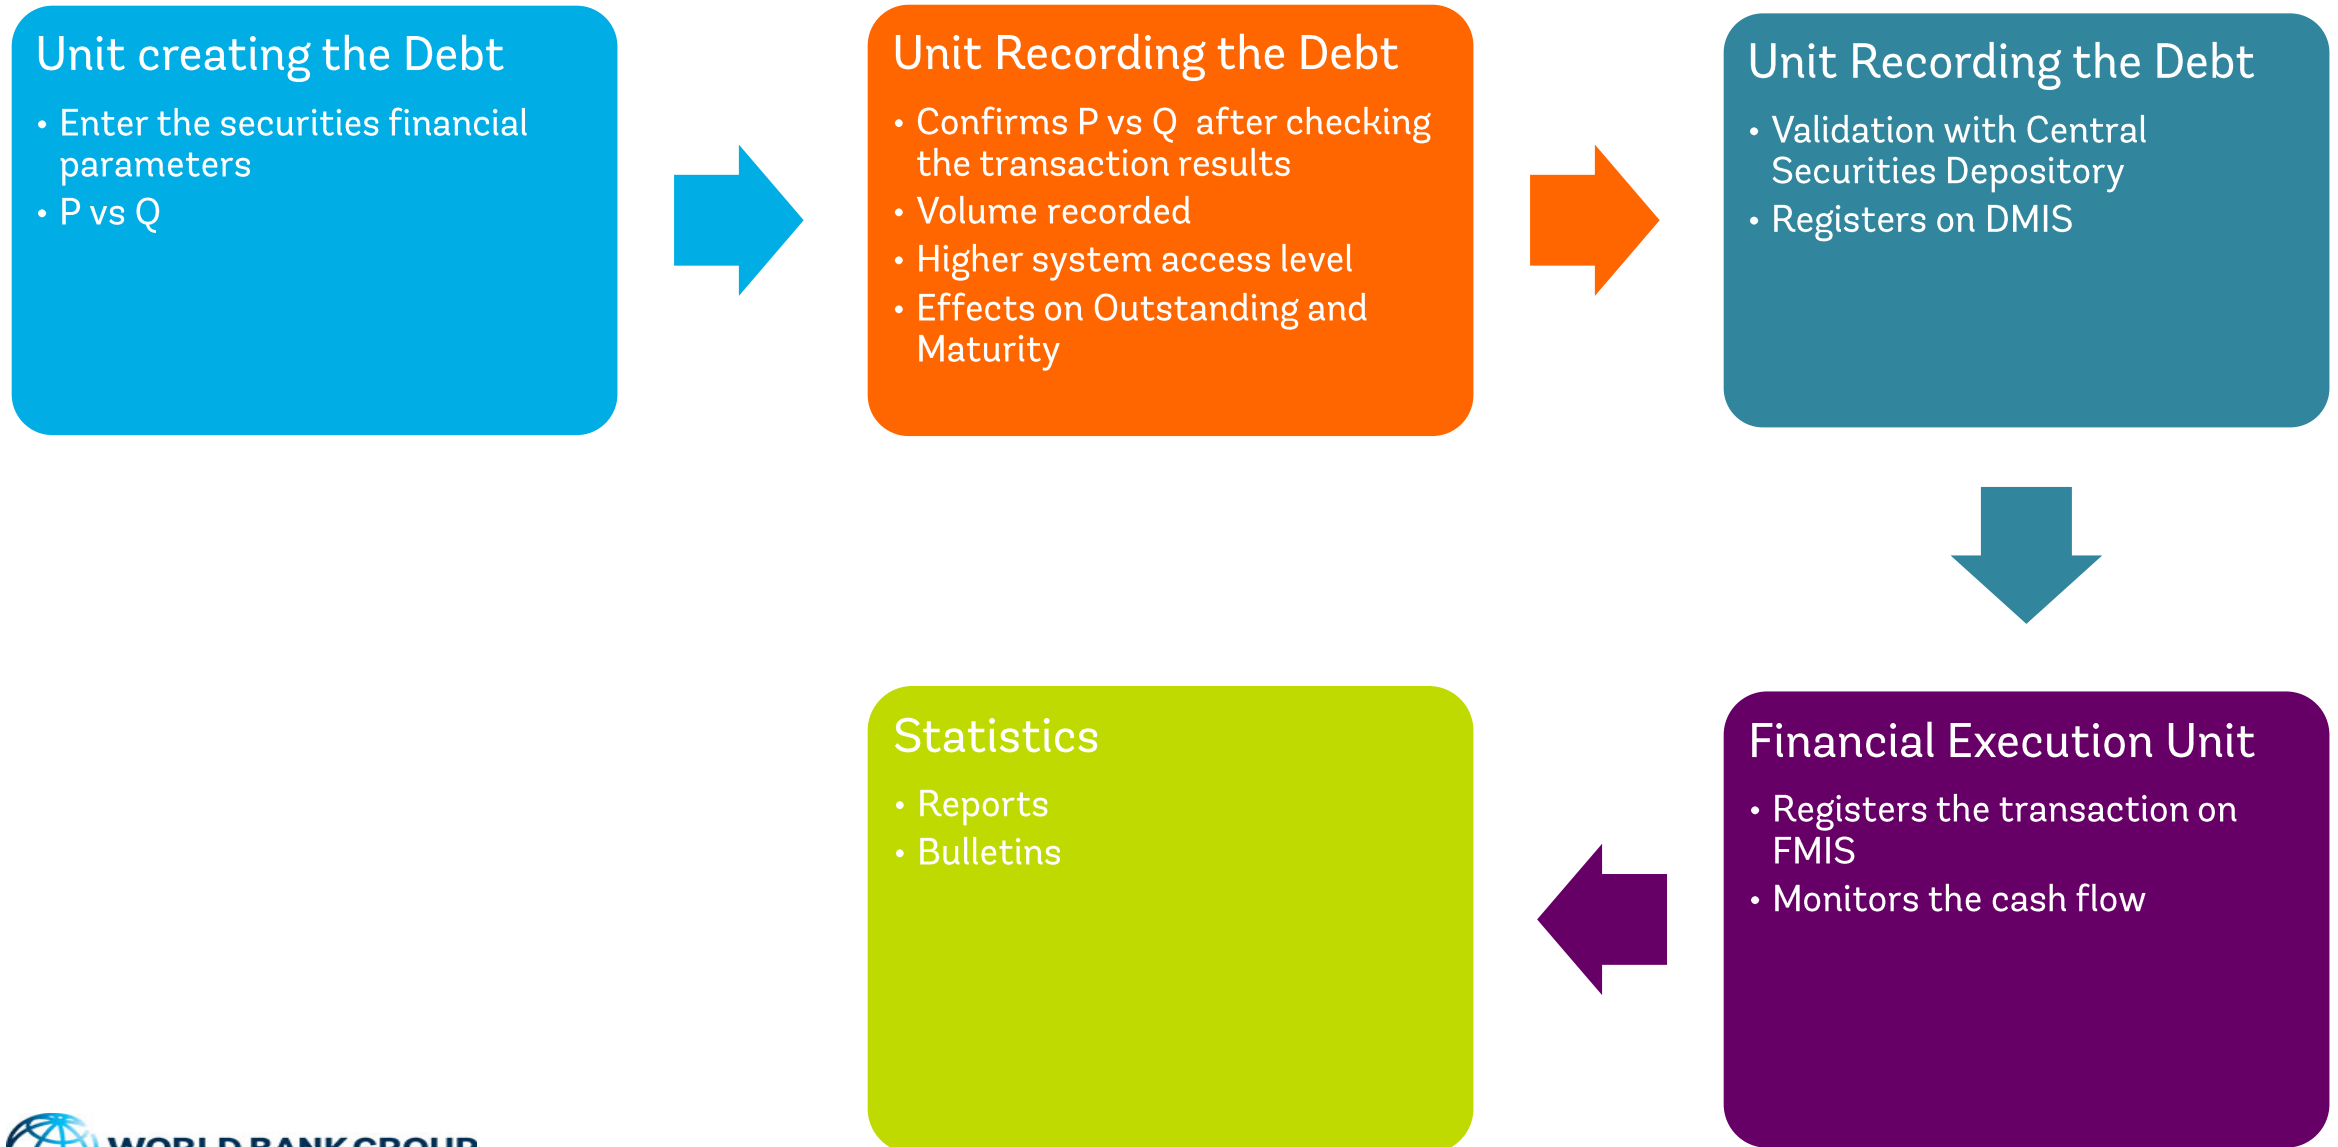 Unit creating the Debt
• Enter the securities financial
parameters
• P vs Q
Unit Recording the Debt
• Confirms P vs Q after checking
the transaction results
• Volume recorded
• Higher system access level
• Effects on Outstanding and
Maturity
Unit Recording the Debt
• Validation with Central
Securities Depository
• Registers on DMIS
Financial Execution Unit
• Registers the transaction on
FMIS
• Monitors the cash flow
Statistics
• Reports
• Bulletins
WORLD BANK GROUP